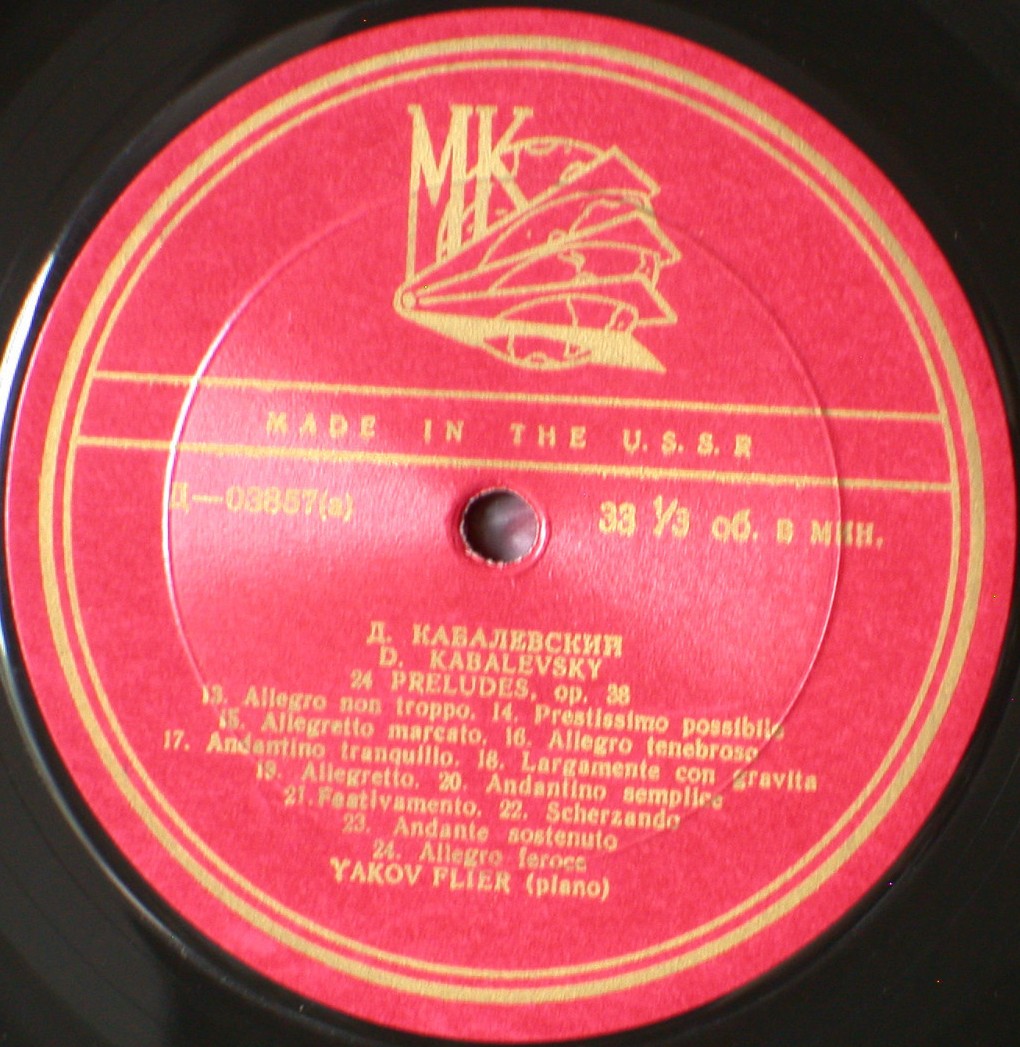 МК
MADE IN THE U.S.S.R
Д—03857(а) 33 ⅓ об. в мин.
Д. КАБАЛЕВСКИЙ
D. KABALEVSKY
24 PRELUDES, op. 38
13. Allegro non troppo. 14. Prestissimo possibile
15. Allegretto marcato. 16. Allegro tenebroso
17. Andantino tranquillo. 18. Largamente con gravita
19. Allegretto. 20. Andantino semplice
21. Festivamento. 22. Scherzando
23. Andante sostenuto
24. Allegro feroce
YAKOV FLIER (piano)